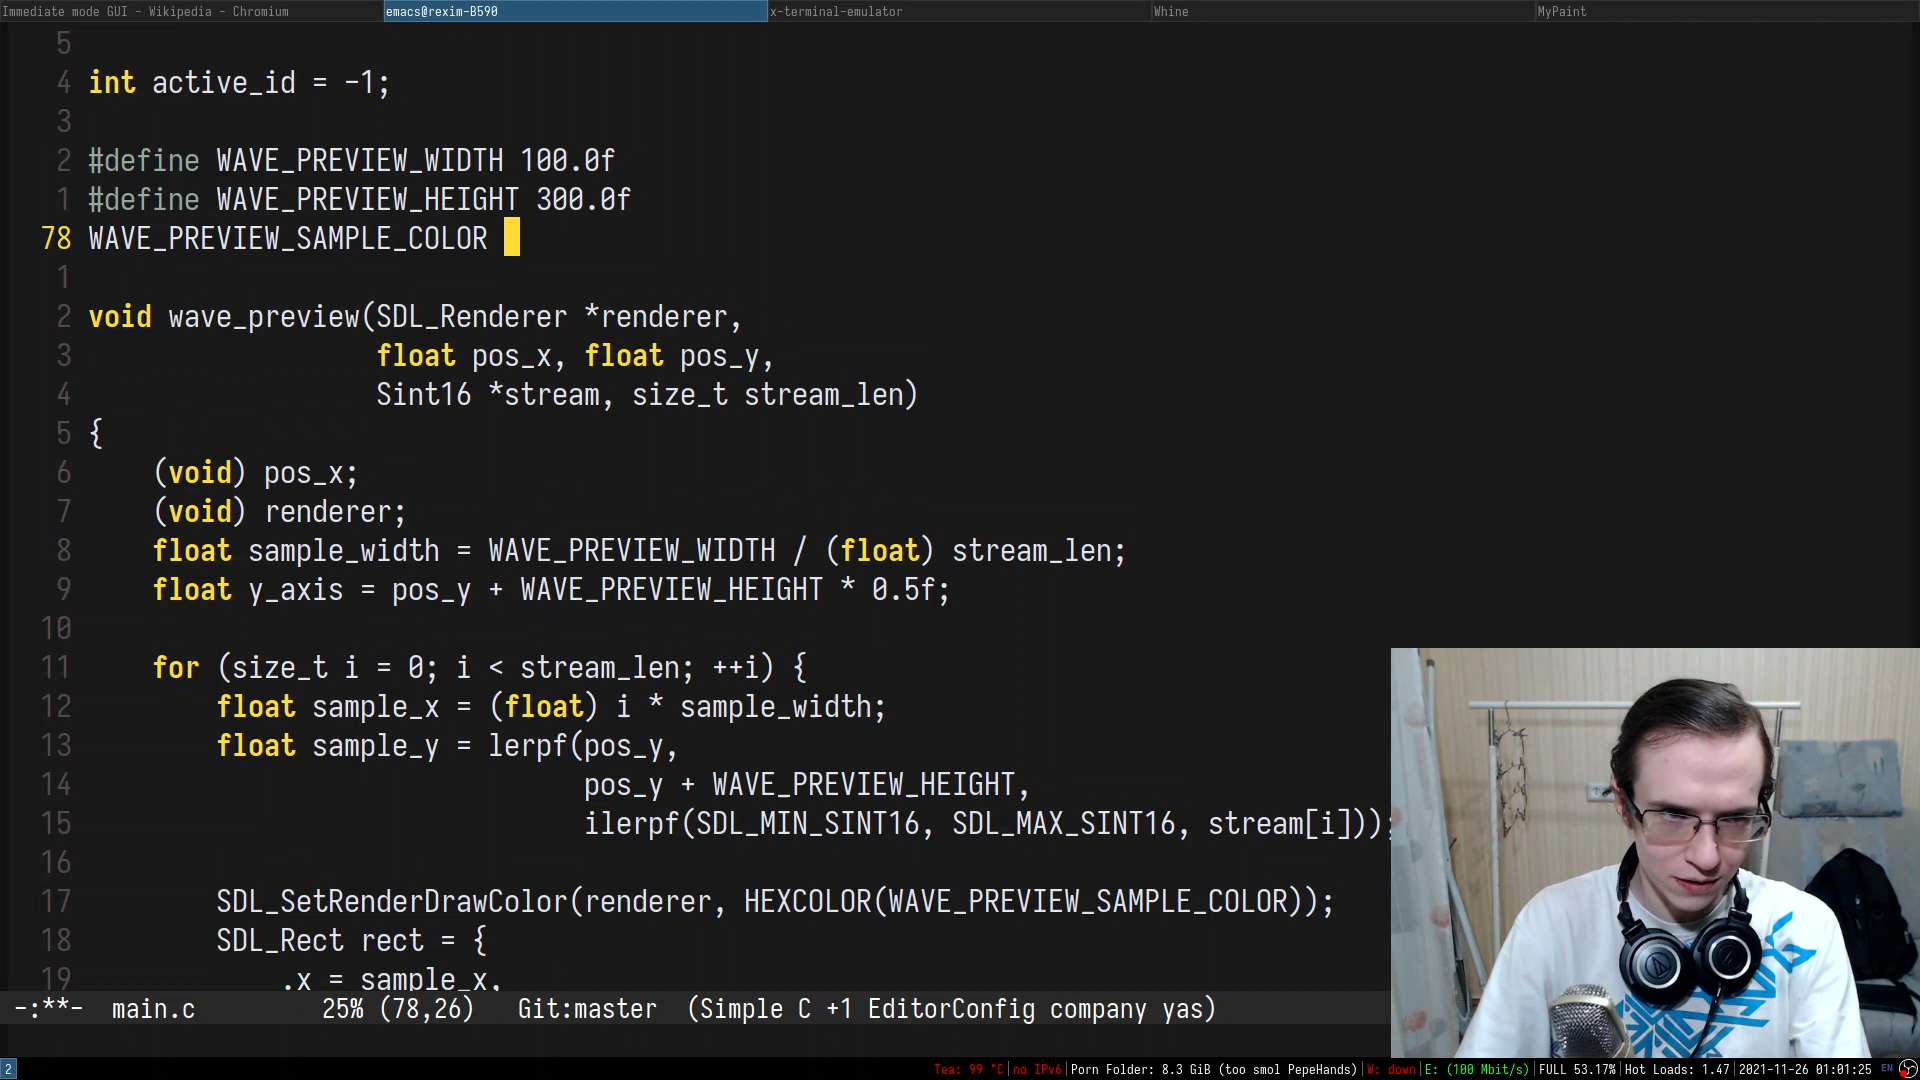 Immediate mode GUI - Wikipedia - Chromium
emacs@rexim-B590
x-terminal-emulator
Whine
MyPaint
5
4 int active_id = -1;
3
2 #define WAVE_PREVIEW_WIDTH 100.0f
1 #define WAVE_PREVIEW_HEIGHT 300.0f
78 WAVE_PREVIEW_SAMPLE_COLOR
1
2 void wave_preview(SDL_Renderer *renderer,
3 float pos_x, float pos_y,
4 Sint16 *stream, size_t stream_len)
5 {
6 (void) pos_x;
7 (void) renderer;
8 float sample_width = WAVE_PREVIEW_WIDTH / (float) stream_len;
9 float y_axis = pos_y + WAVE_PREVIEW_HEIGHT * 0.5f;
10
11 for (size_t i = 0; i < stream_len; ++i) {
12 float sample_x = (float) i * sample_width;
13 float sample_y = lerpf(pos_y,
14 pos_y + WAVE_PREVIEW_HEIGHT,
15 ilerpf(SDL_MIN_SINT16, SDL_MAX_SINT16, stream[i]));
16
17 SDL_SetRenderDrawColor(renderer, HEXCOLOR(WAVE_PREVIEW_SAMPLE_COLOR));
18 SDL_Rect rect = {
19 .x = sample_x,
-:**- main.c 25% (78,26) Git:master (Simple C +1 EditorConfig company yas)
2 Tea: 99 °C|no IPv6|Porn Folder: 8.3 GiB (too smol PepeHands)|W: down|E: (100 Mbit/s)|FULL 53.17%|Hot Loads: 1.47|2021-11-26 01:01:25 EN